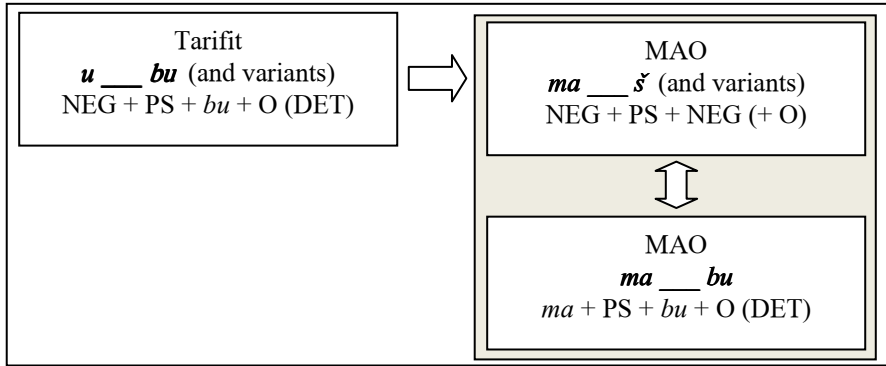 Tarifit
u ___ bu (and variants)
NEG + PS + bu + O (DET)
MAO
ma ___ š (and variants)
NEG + PS + NEG (+ O)
MAO
ma ___ bu
ma + PS + bu + O (DET)